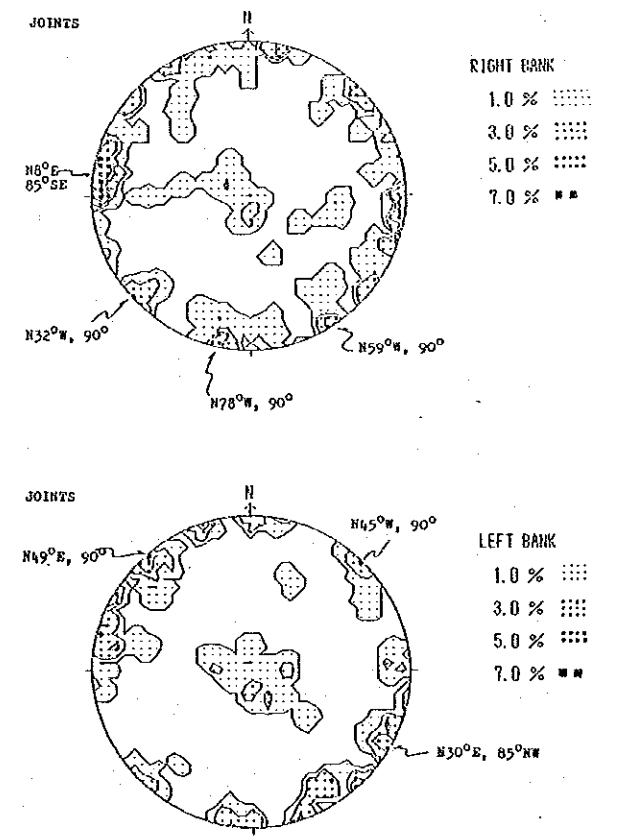 JOINTS
N
RIGHT BANK
1.0 %
3.0 %
5.0 %
7.0 %
N8°E
85°SE
N32°W, 90°
N59°W, 90°
N78°W, 90°
JOINTS
N
N45°W, 90°
N49°E, 90°
LEFT BANK
1.0 %
3.0 %
5.0 %
7.0 %
N30°E, 85°NW